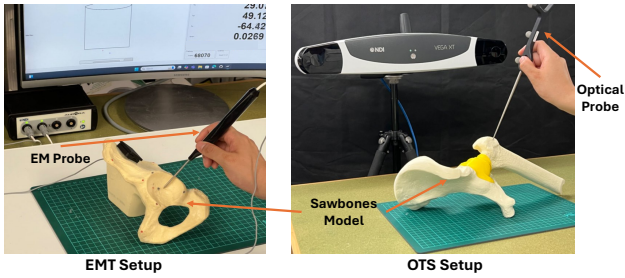 29.0
49.12
-64.42
0.0269
68070
NDI
VEGA XT
EM Probe
Optical
Probe
Sawbones
Model
EMT Setup
OTS Setup